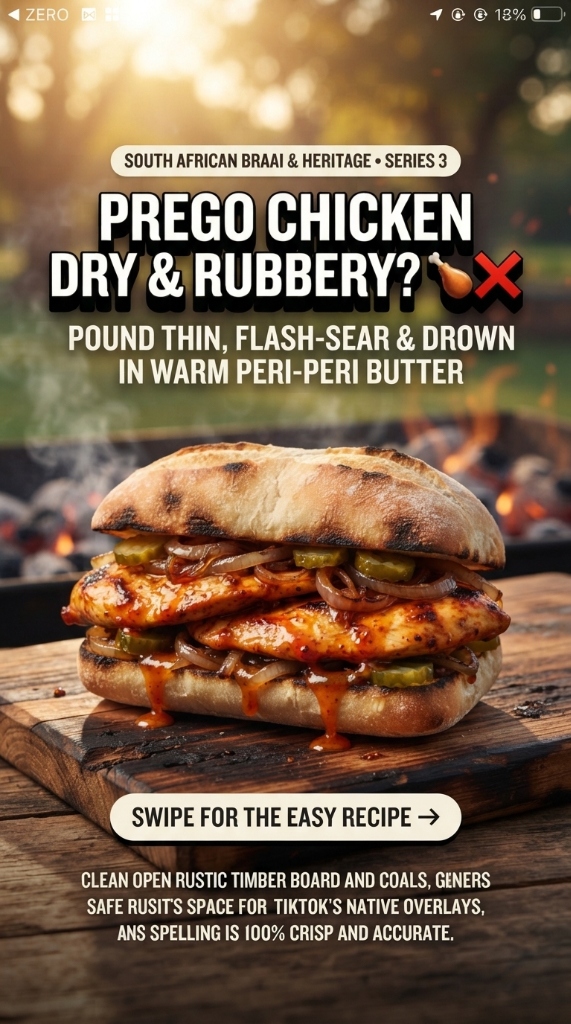 ◀ ZERO
18%
SOUTH AFRICAN BRAAI & HERITAGE • SERIES 3
PREGO CHICKEN
DRY & RUBBERY? 🍗❌
POUND THIN, FLASH-SEAR & DROWN
IN WARM PERI-PERI BUTTER
SWIPE FOR THE EASY RECIPE →
CLEAN OPEN RUSTIC TIMBER BOARD AND COALS, GENERS
SAFE RUSIT'S SPACE FOR TIKTOK'S NATIVE OVERLAYS,
ANS SPELLING IS 100% CRISP AND ACCURATE.